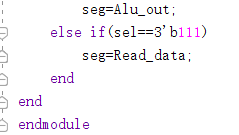 seg=Alu_out;
else if(sel==3'b111)
seg=Read_data;
end
end
endmodule